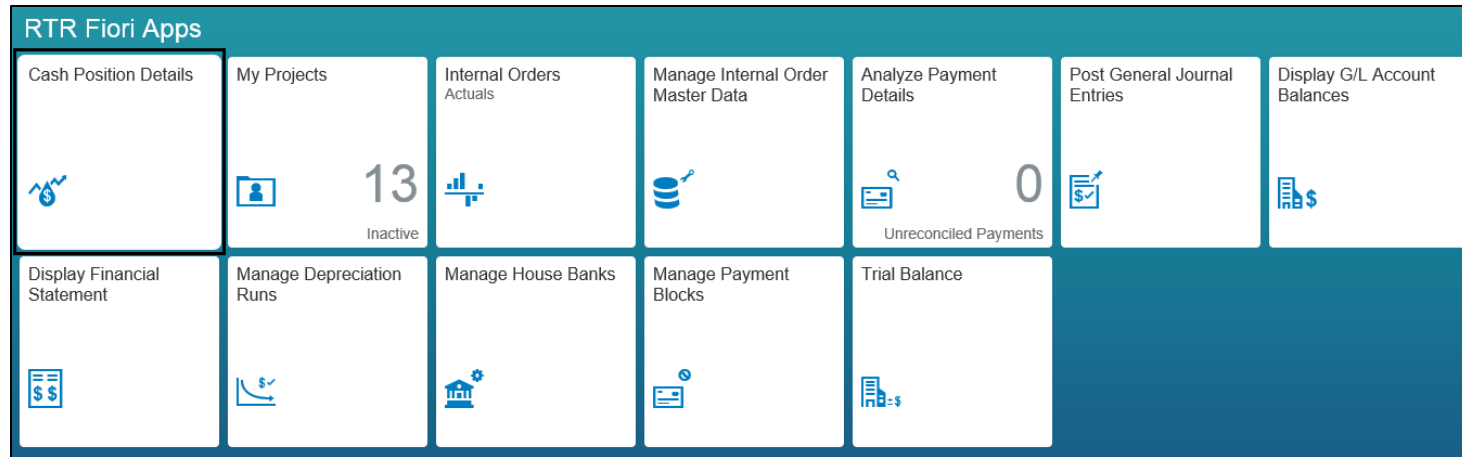 RTR Fiori Apps
Cash Position Details
My Projects
13
Inactive
Internal Orders
Actuals
Manage Internal Order
Master Data
Analyze Payment
Details
0
Unreconciled Payments
Post General Journal
Entries
Display G/L Account
Balances
Display Financial
Statement
Manage Depreciation
Runs
Manage House Banks
Manage Payment
Blocks
Trial Balance